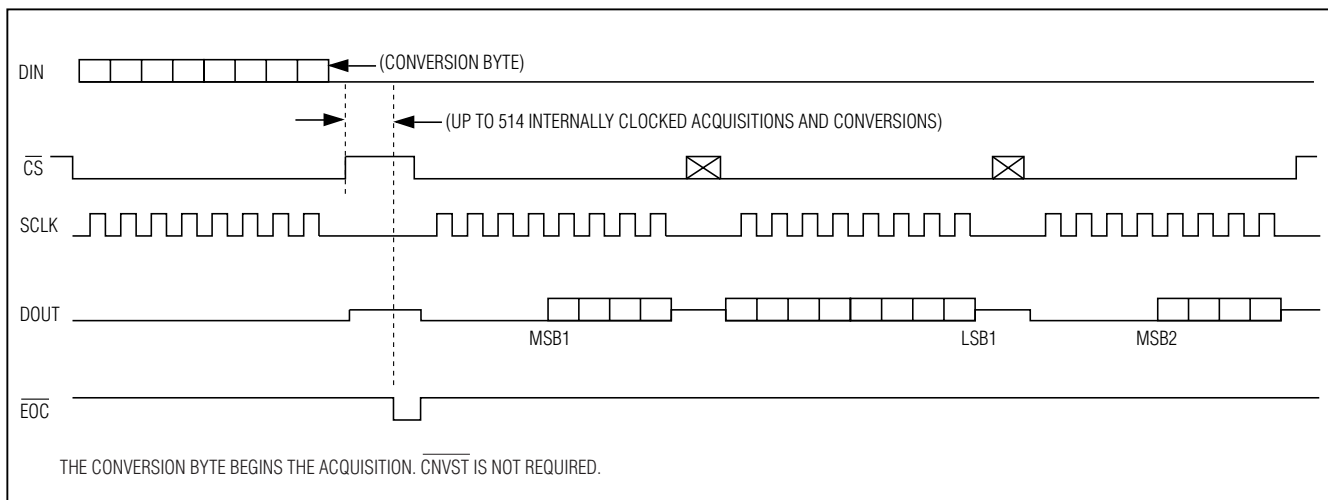 DIN
(CONVERSION BYTE)
(UP TO 514 INTERNALLY CLOCKED ACQUISITIONS AND CONVERSIONS)
CS
SCLK
DOUT
MSB1
LSB1
MSB2
EOC
THE CONVERSION BYTE BEGINS THE ACQUISITION. CNVST IS NOT REQUIRED.